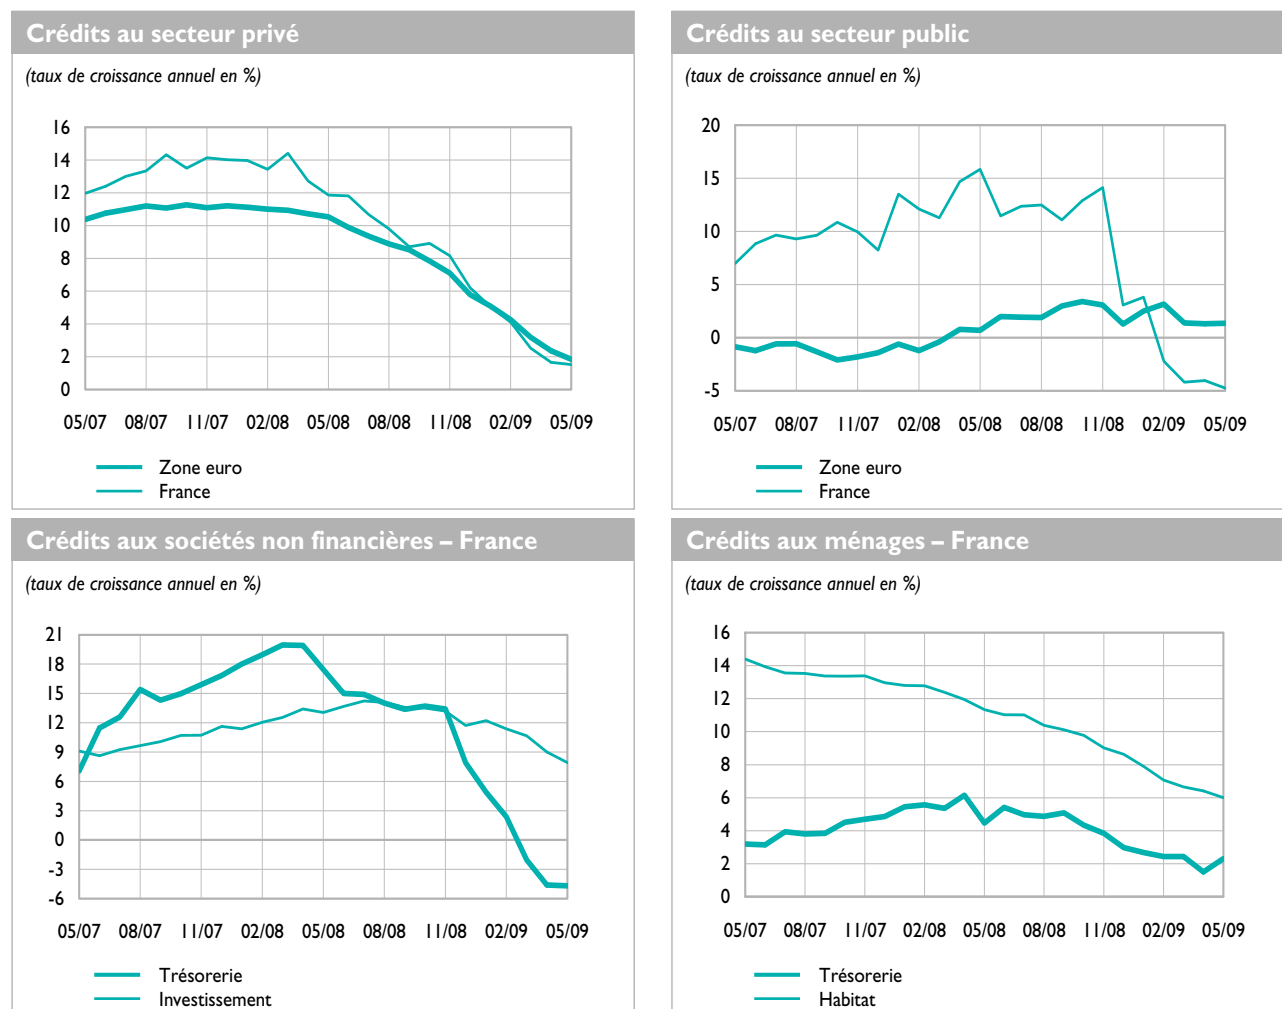 Crédits au secteur privé
(taux de croissance annuel en %)
16
14
12
10
8
6
4
2
0
05/07 08/07 11/07 02/08 05/08 08/08 11/08 02/09 05/09
Zone euro
France
Crédits au secteur public
(taux de croissance annuel en %)
20
15
10
5
0
-5
05/07 08/07 11/07 02/08 05/08 08/08 11/08 02/09 05/09
Zone euro
France
Crédits aux sociétés non financières – France
(taux de croissance annuel en %)
21
18
15
12
9
6
3
0
-3
-6
05/07 08/07 11/07 02/08 05/08 08/08 11/08 02/09 05/09
Trésorerie
Investissement
Crédits aux ménages – France
(taux de croissance annuel en %)
16
14
12
10
8
6
4
2
0
05/07 08/07 11/07 02/08 05/08 08/08 11/08 02/09 05/09
Trésorerie
Habitat